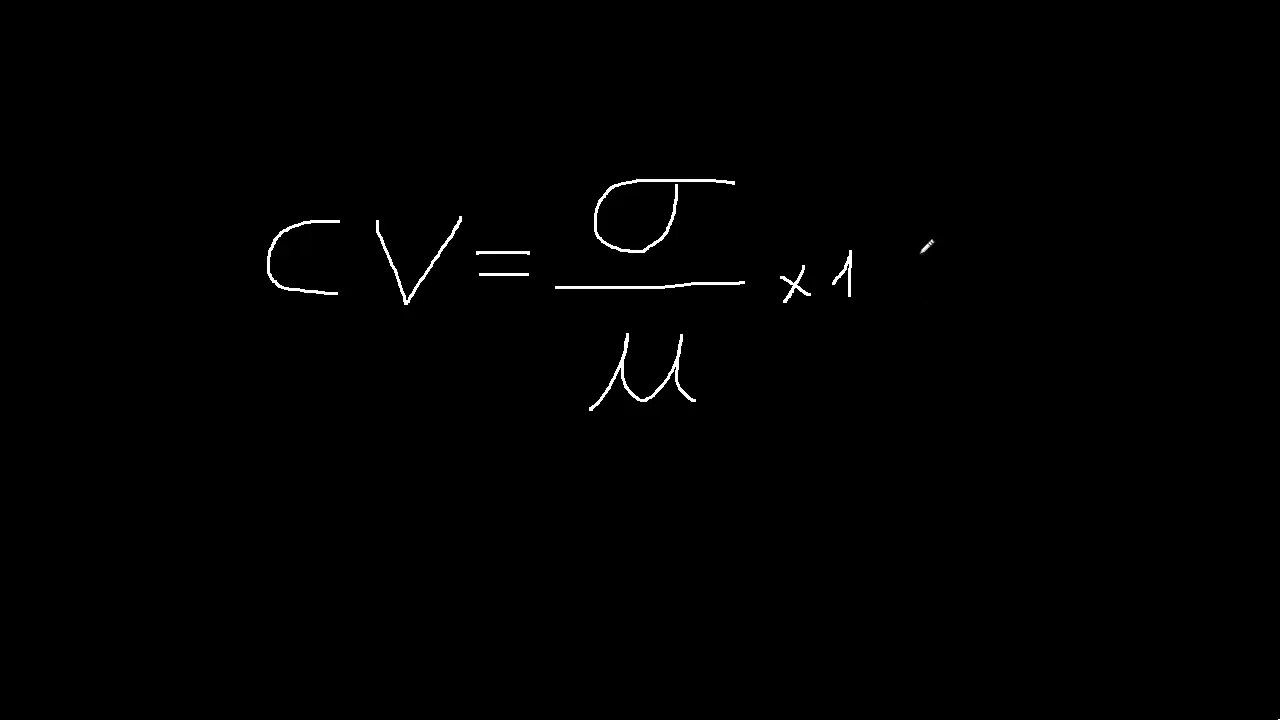 CV = σ/μ × 1